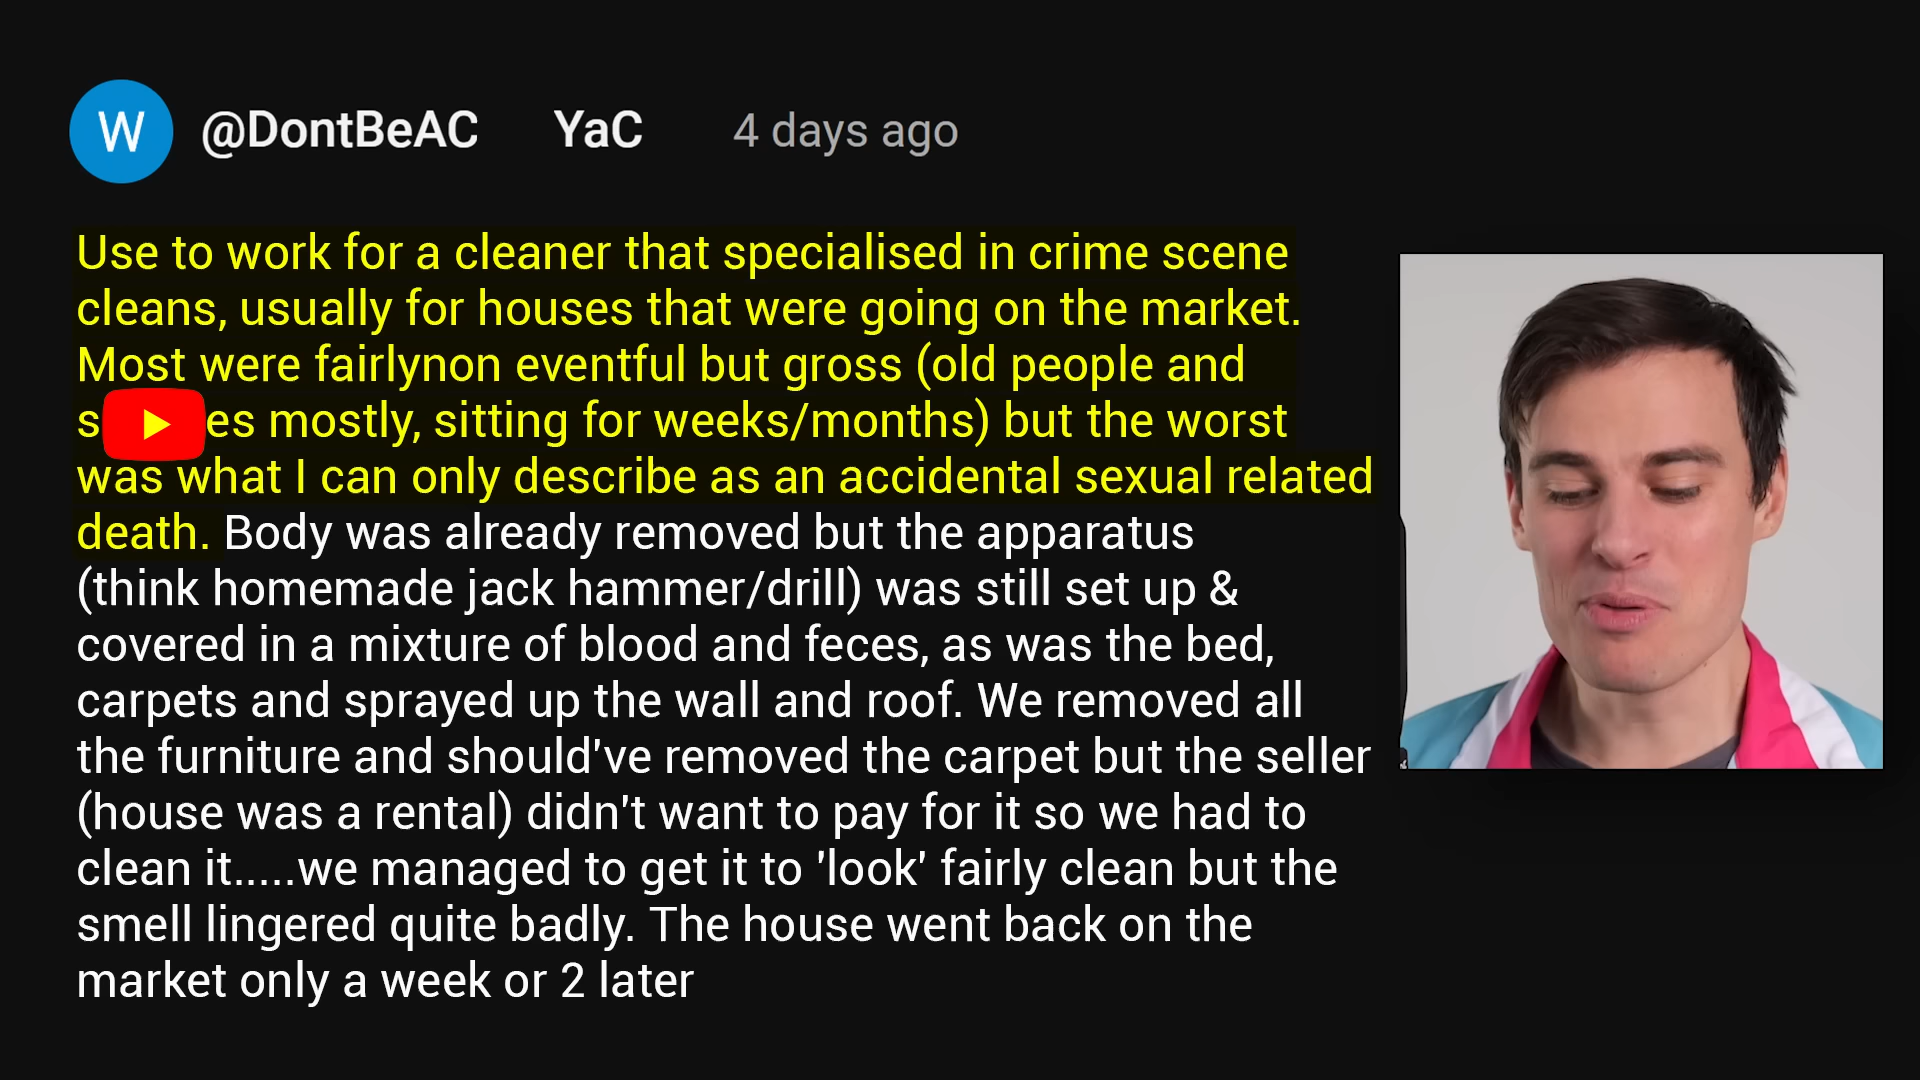 W @DontBeAC YaC 4 days ago
Use to work for a cleaner that specialised in crime scene
cleans, usually for houses that were going on the market.
Most were fairlynon eventful but gross (old people and
s es mostly, sitting for weeks/months) but the worst
was what I can only describe as an accidental sexual related
death. Body was already removed but the apparatus
(think homemade jack hammer/drill) was still set up &
covered in a mixture of blood and feces, as was the bed,
carpets and sprayed up the wall and roof. We removed all
the furniture and should've removed the carpet but the seller
(house was a rental) didn't want to pay for it so we had to
clean it.....we managed to get it to 'look' fairly clean but the
smell lingered quite badly. The house went back on the
market only a week or 2 later